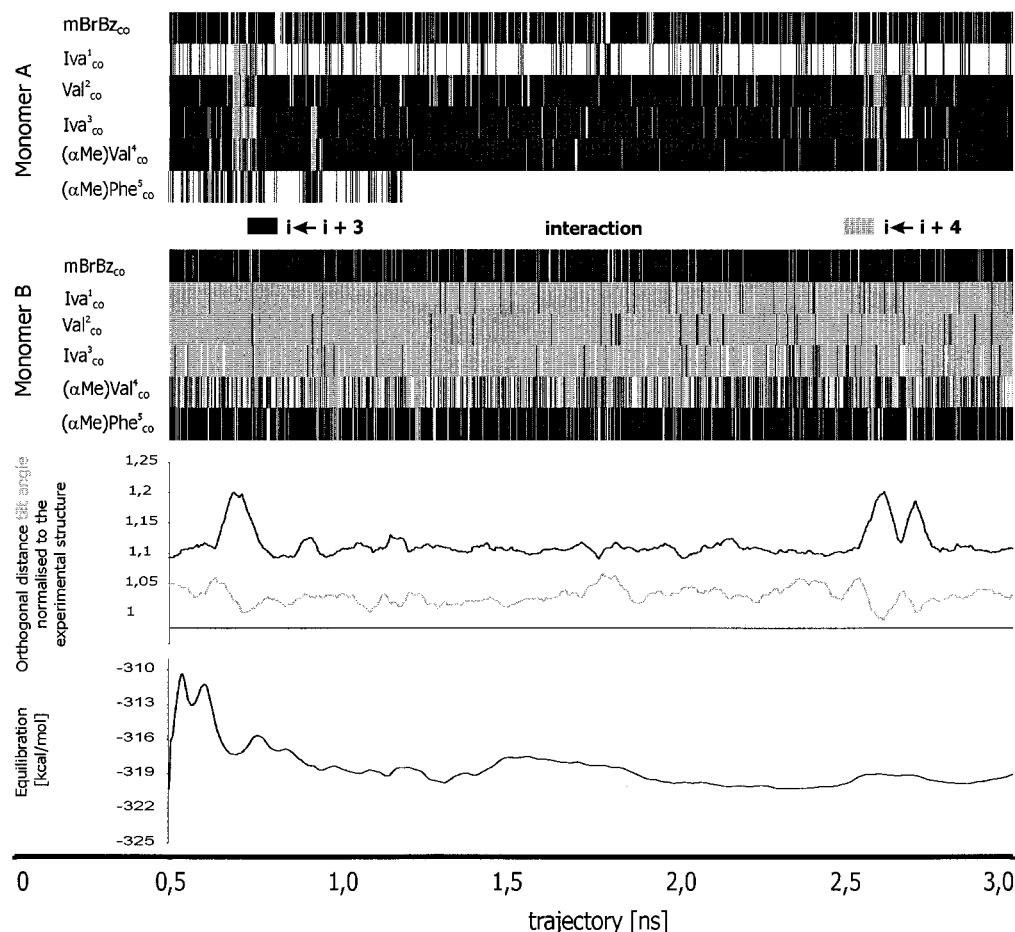 Monomer A
mBrBz_co
Iva¹_co
Val²_co
Iva³_co
(αMe)Val⁴_co
(αMe)Phe⁵_co
i← i + 3
interaction
i← i + 4
Monomer B
mBrBz_co
Iva¹_co
Val²_co
Iva³_co
(αMe)Val⁴_co
(αMe)Phe⁵_co
Orthogonal distance tilt angle
normalised to the
experimental structure
1,25
1,2
1,15
1,1
1,05
1
Equilibration
[kcal/mol]
-310
-313
-316
-319
-322
-325
0 0,5 1,0 1,5 2,0 2,5 3,0
trajectory [ns]